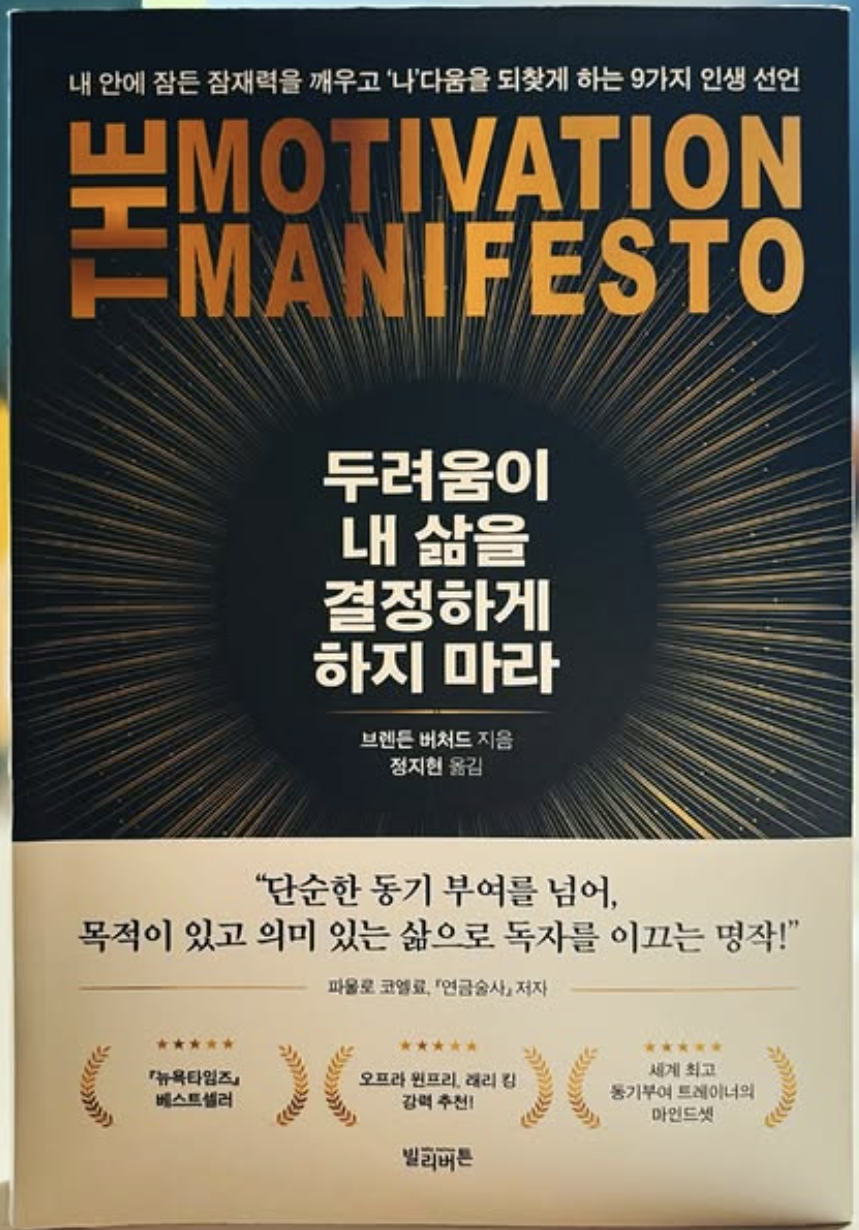 내 안에 잠든 잠재력을 깨우고 ‘나’다움을 되찾게 하는 9가지 인생 선언
THE MOTIVATION
MANIFESTO
두려움이
내 삶을
결정하게
하지 마라
브렌든 버처드 지음
정지현 옮김
“단순한 동기 부여를 넘어,
목적이 있고 의미 있는 삶으로 독자를 이끄는 명작!”
파울로 코엘료, 『연금술사』 저자
『뉴욕타임즈』
베스트셀러
오프라 윈프리, 래리 킹
강력 추천!
세계 최고
동기부여 트레이너의
마인드셋
빌리버튼